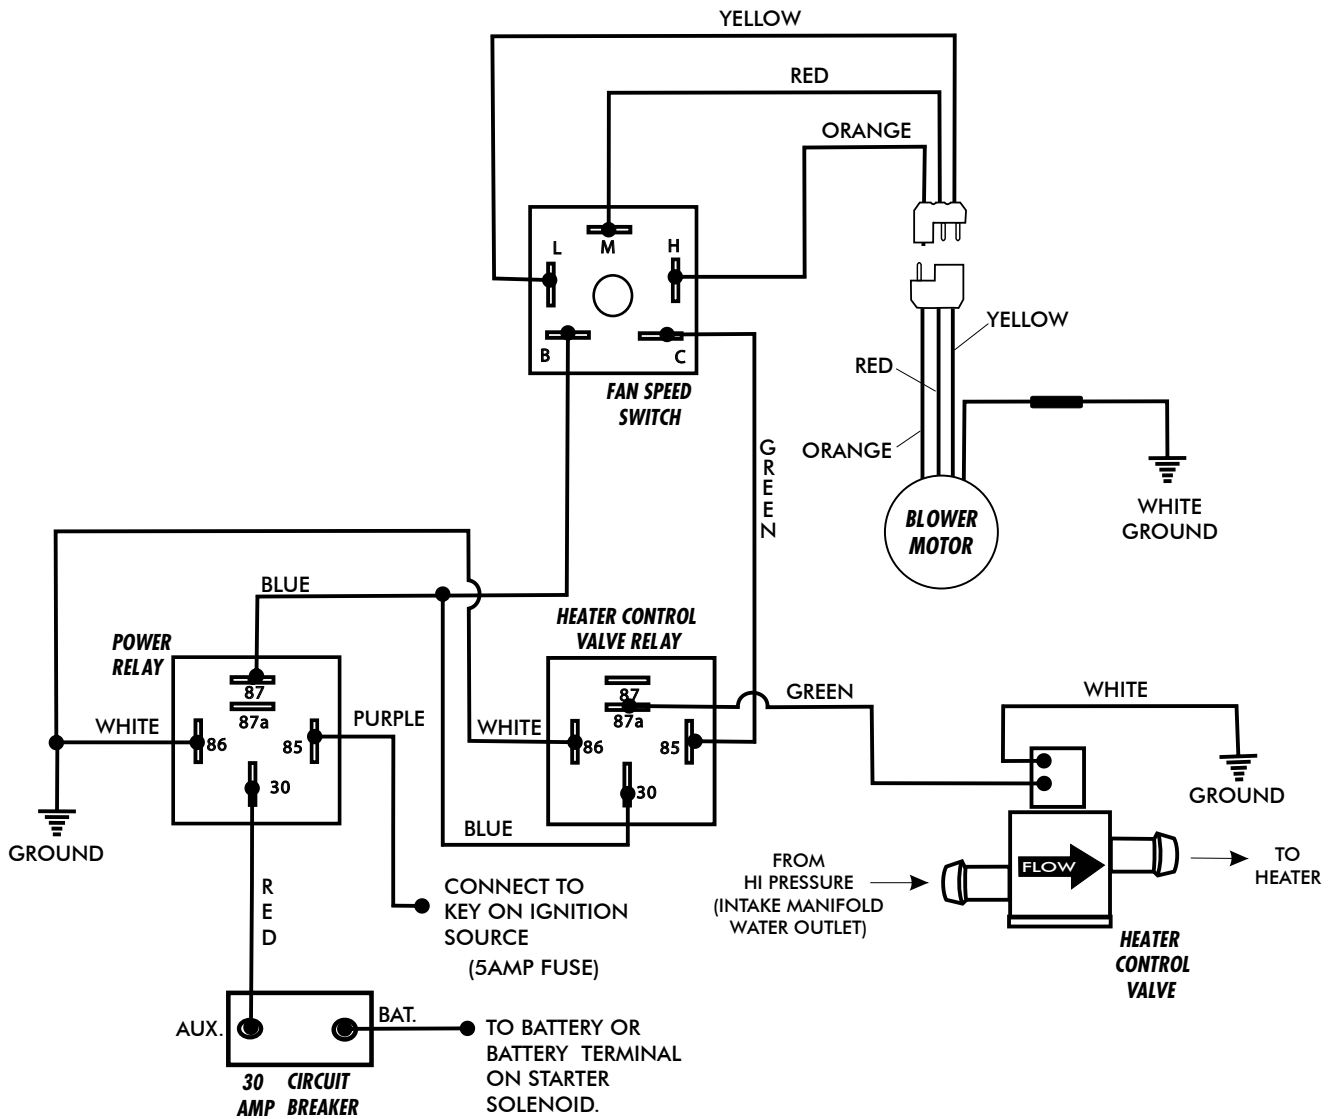 YELLOW
RED
ORANGE
L
M
H
B
C
FAN SPEED
SWITCH
YELLOW
RED
ORANGE
BLOWER
MOTOR
WHITE
GROUND
GREEN
BLUE
POWER
RELAY
87
87a
86
85
30
WHITE
PURPLE
GROUND
HEATER CONTROL
VALVE RELAY
87
87a
86
85
30
WHITE
BLUE
GREEN
WHITE
GROUND
FLOW
FROM
HI PRESSURE
(INTAKE MANIFOLD
WATER OUTLET)
TO
HEATER
HEATER
CONTROL
VALVE
RED
CONNECT TO
KEY ON IGNITION
SOURCE
(5AMP FUSE)
AUX.
BAT.
TO BATTERY OR
BATTERY TERMINAL
ON STARTER
SOLENOID.
30 CIRCUIT
AMP BREAKER